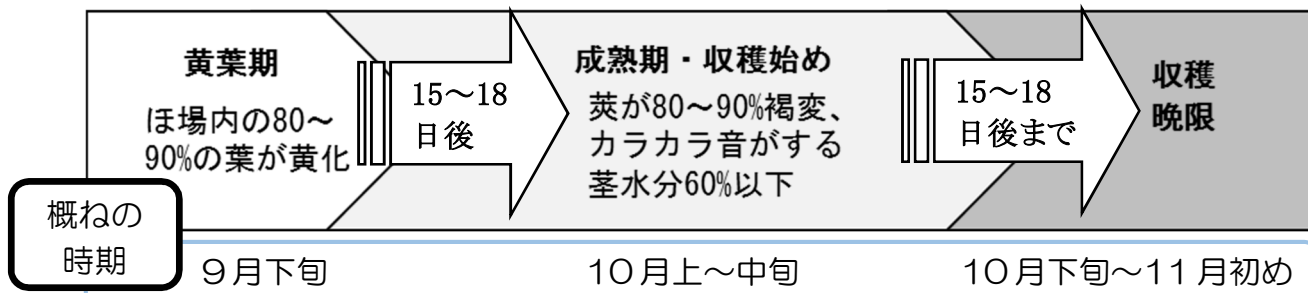 黄葉期
ほ場内の80～
90%の葉が黄化
15～18
日後
成熟期・収穫始め
莢が80～90%褐変、
カラカラ音がする
茎水分60%以下
15～18
日後まで
収穫
晩限
概ねの
時期
９月下旬
10月上～中旬
10月下旬～11月初め